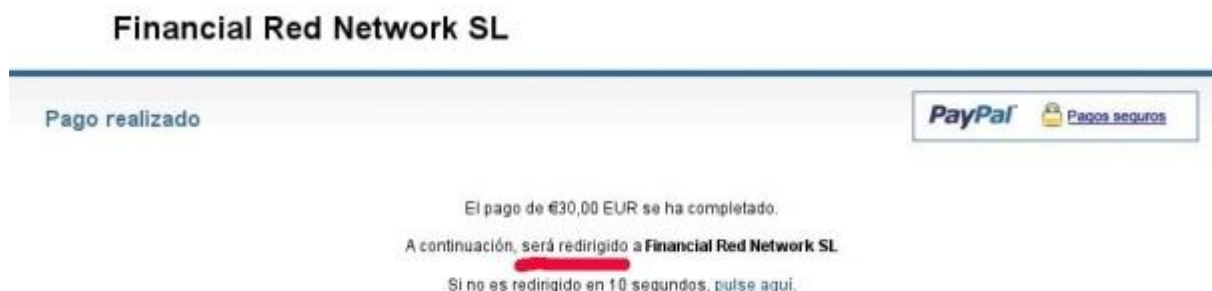 Financial Red Network SL
Pago realizado
PayPal Pagos seguros
El pago de €30,00 EUR se ha completado.
A continuación, será redirigido a Financial Red Network SL
Si no es redirigido en 10 segundos, pulse aquí.